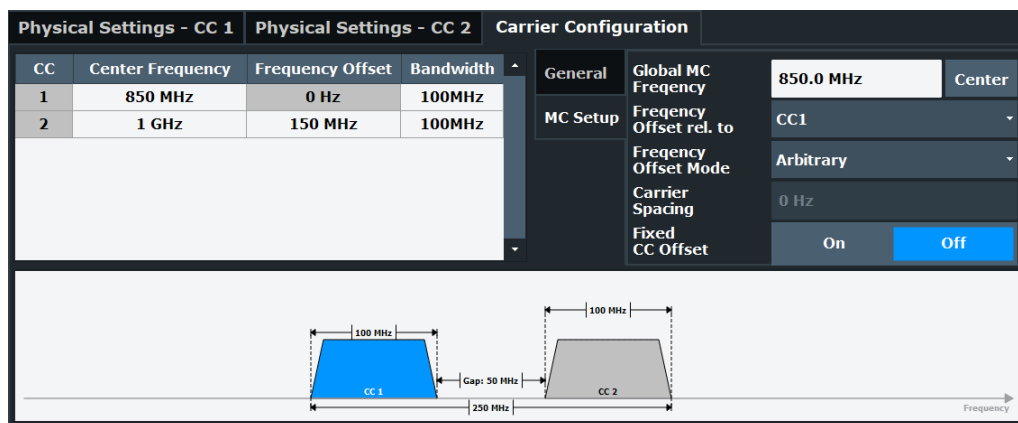 Physical Settings - CC 1 Physical Settings - CC 2 Carrier Configuration
CC Center Frequency Frequency Offset Bandwidth
1 850 MHz 0 Hz 100MHz
2 1 GHz 150 MHz 100MHz
General
MC Setup
Global MC
Freqency
850.0 MHz Center
Freqency
Offset rel. to
CC1
Freqency
Offset Mode
Arbitrary
Carrier
Spacing
0 Hz
Fixed
CC Offset
On Off
100 MHz
100 MHz
Gap: 50 MHz
CC 1
CC 2
250 MHz
Frequency